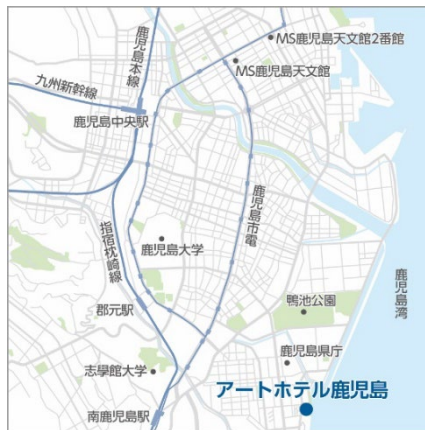 MS鹿児島天文館2番館
鹿児島本線
MS鹿児島天文館
九州新幹線
鹿児島中央駅
鹿児島市電
鹿児島大学
指宿枕崎線
鹿児島湾
郡元駅
鴨池公園
鹿児島県庁
志學館大学
アートホテル鹿児島
南鹿児島駅